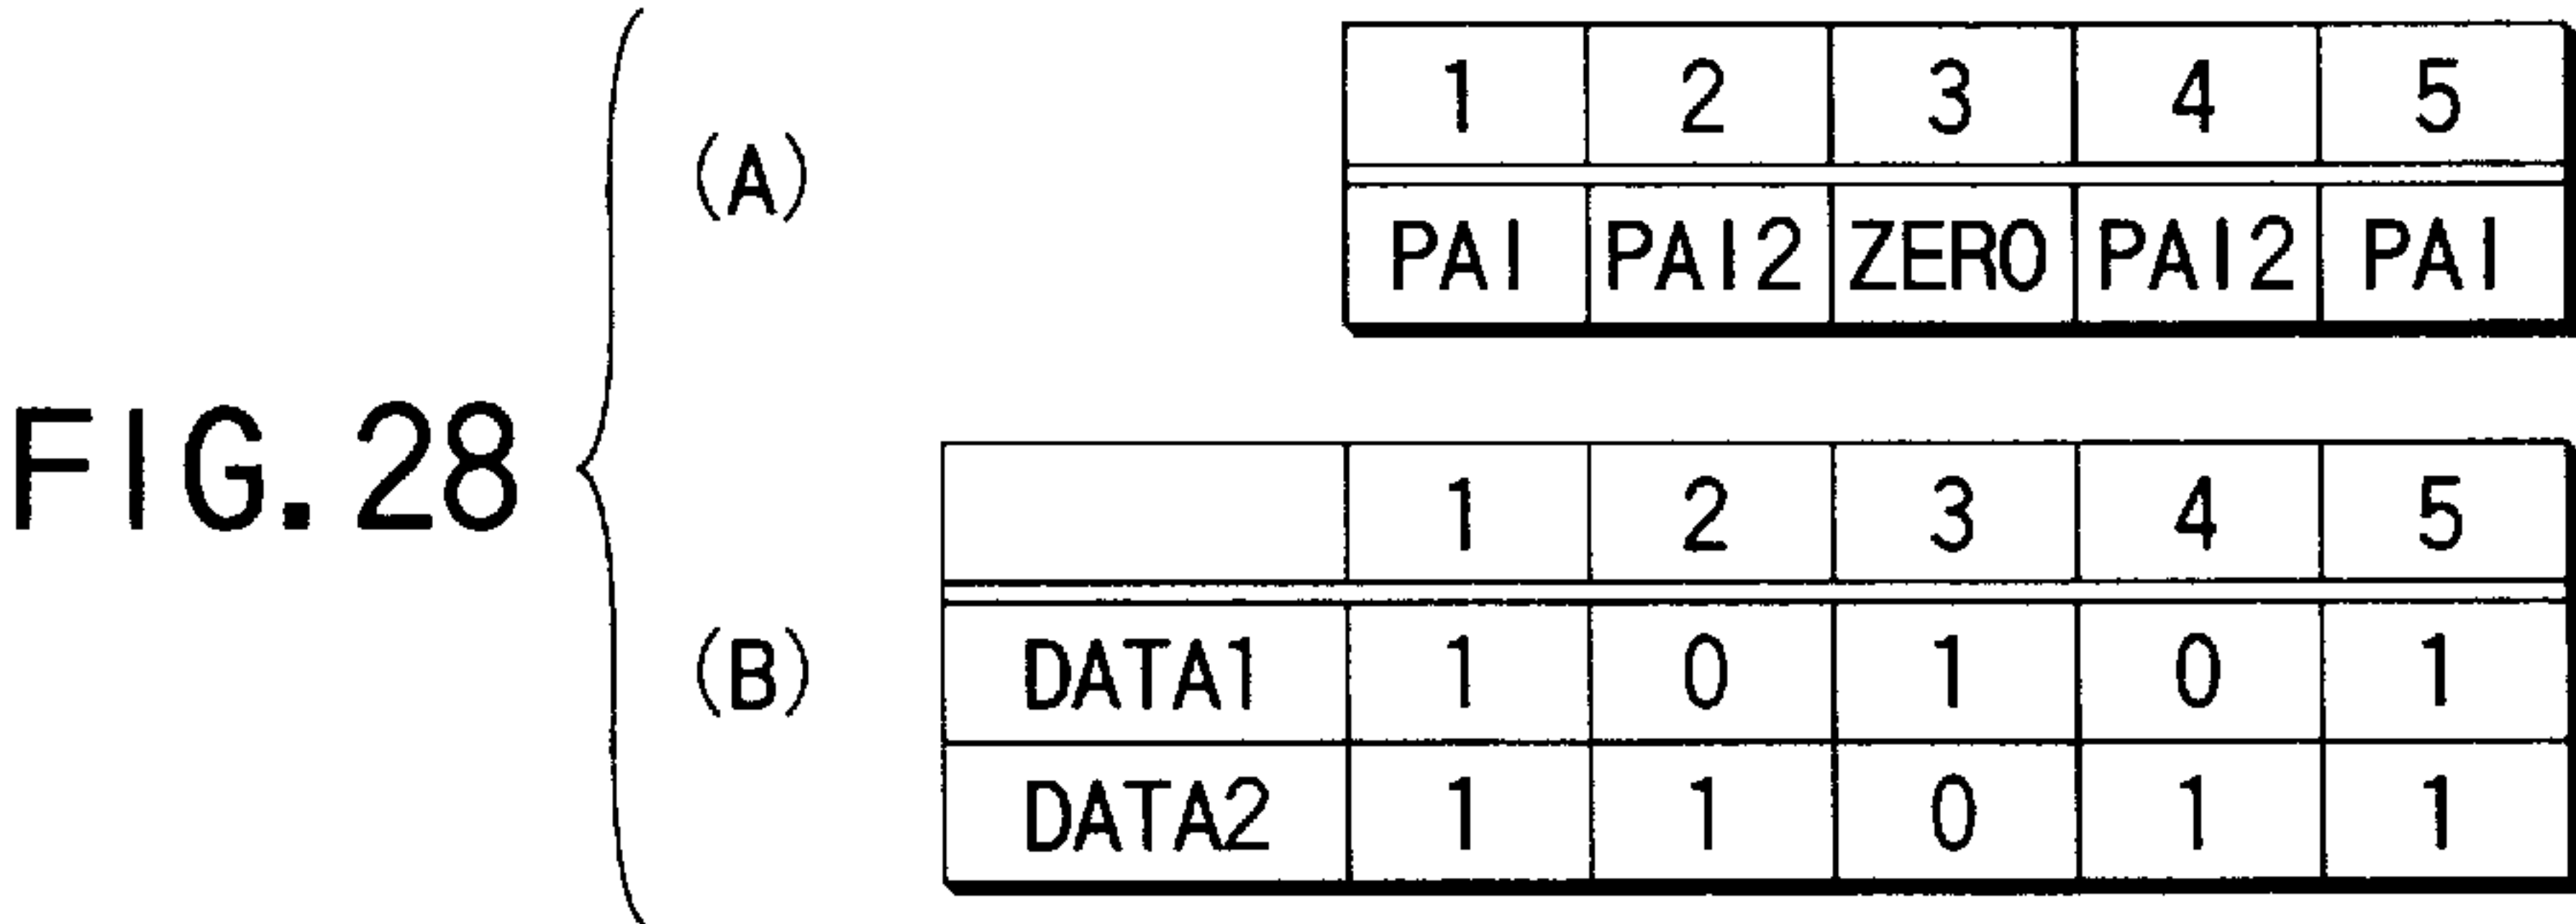 FIG. 28
(A)
1 2 3 4 5
PAI PAI2 ZERO PAI2 PAI
(B)
1 2 3 4 5
DATA1 1 0 1 0 1
DATA2 1 1 0 1 1